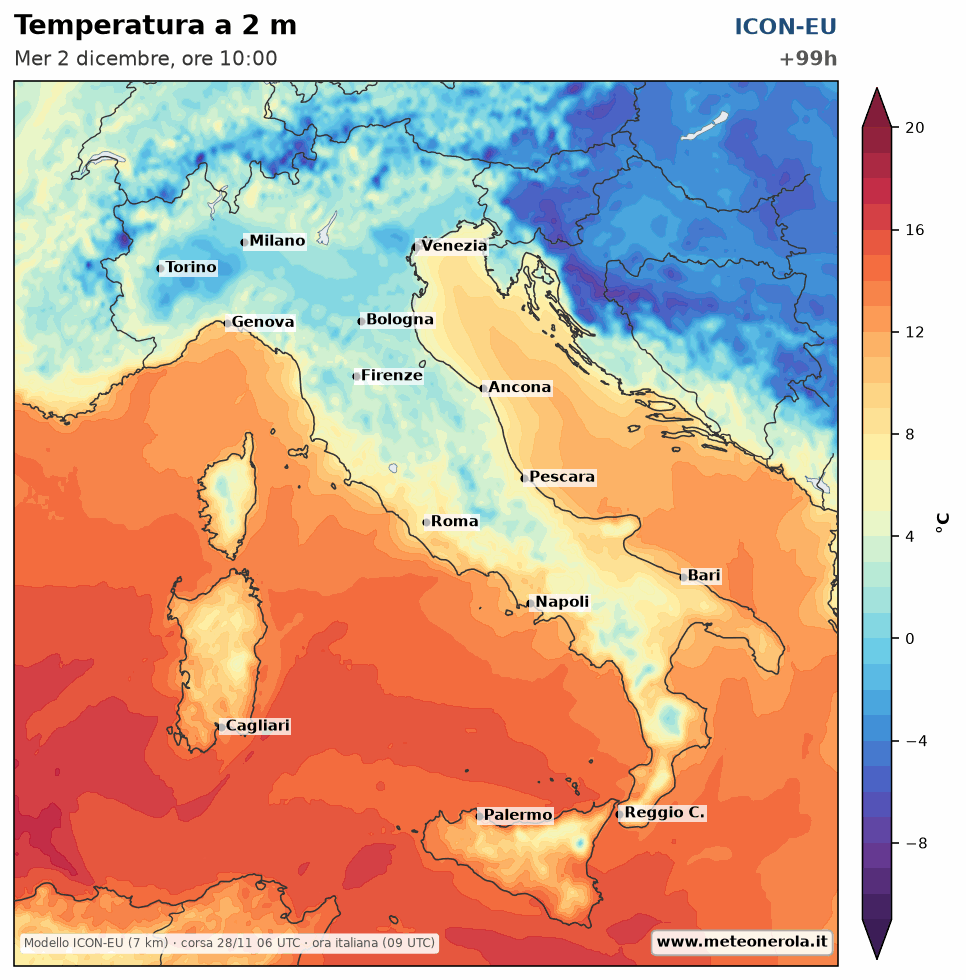 Temperatura a 2 m
ICON-EU
Mer 2 dicembre, ore 10:00
+99h
20
16
12
8
4
0
−4
−8
°C
Milano
Venezia
Torino
Genova
Bologna
Firenze
Ancona
Pescara
Roma
Bari
Napoli
Cagliari
Palermo
Reggio C.
Modello ICON-EU (7 km) · corsa 28/11 06 UTC · ora italiana (09 UTC)
www.meteonerola.it